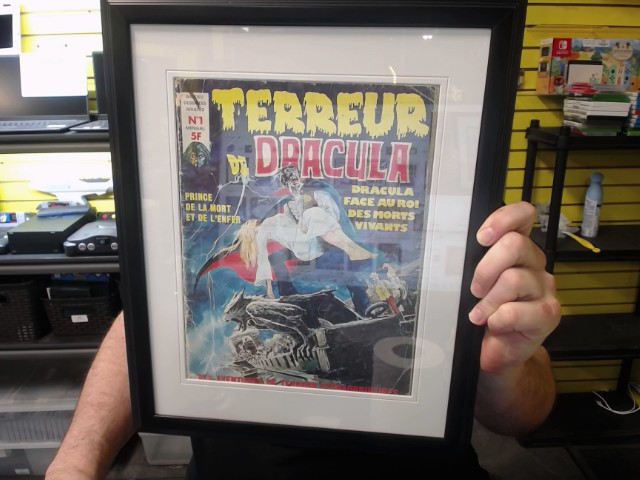 N°1
MENSUEL
5F
TERREUR
DE DRACULA
PRINCE
DE LA MORT
ET DE L'ENFER
DRACULA
FACE AU ROI
DES MORTS
VIVANTS